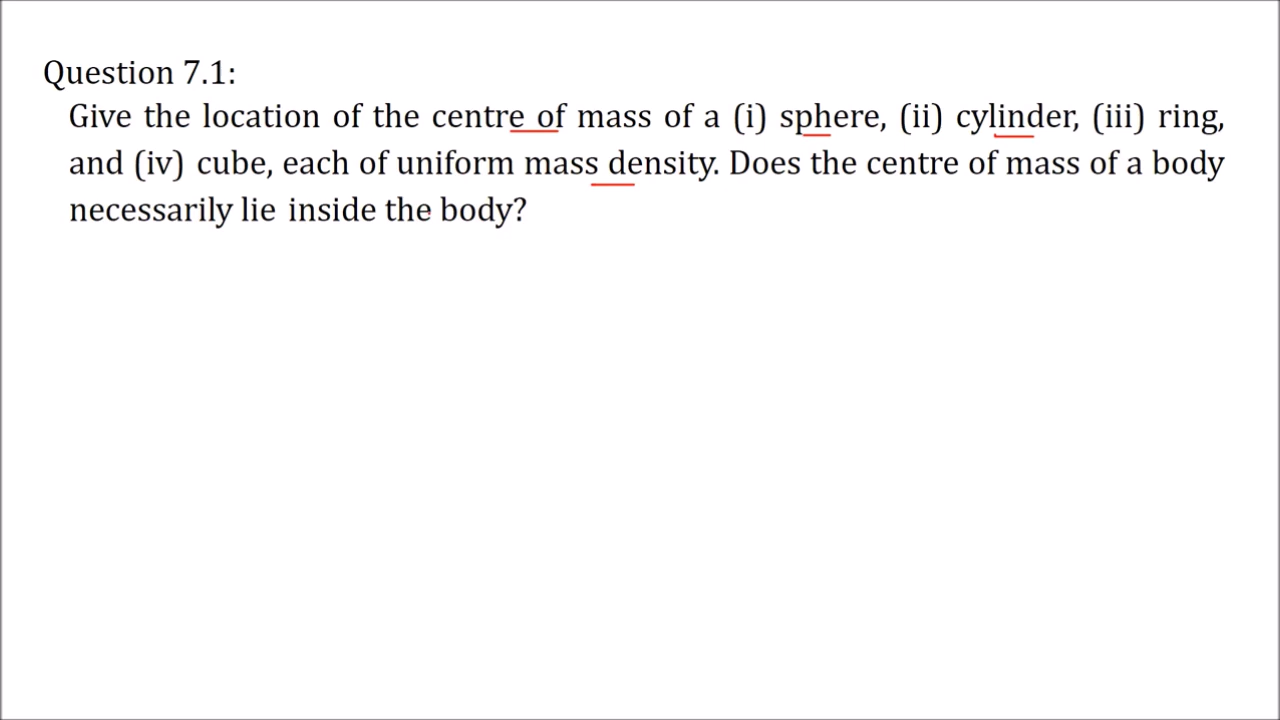 Question 7.1:
Give the location of the centre of mass of a (i) sphere, (ii) cylinder, (iii) ring,
and (iv) cube, each of uniform mass density. Does the centre of mass of a body
necessarily lie inside the body?